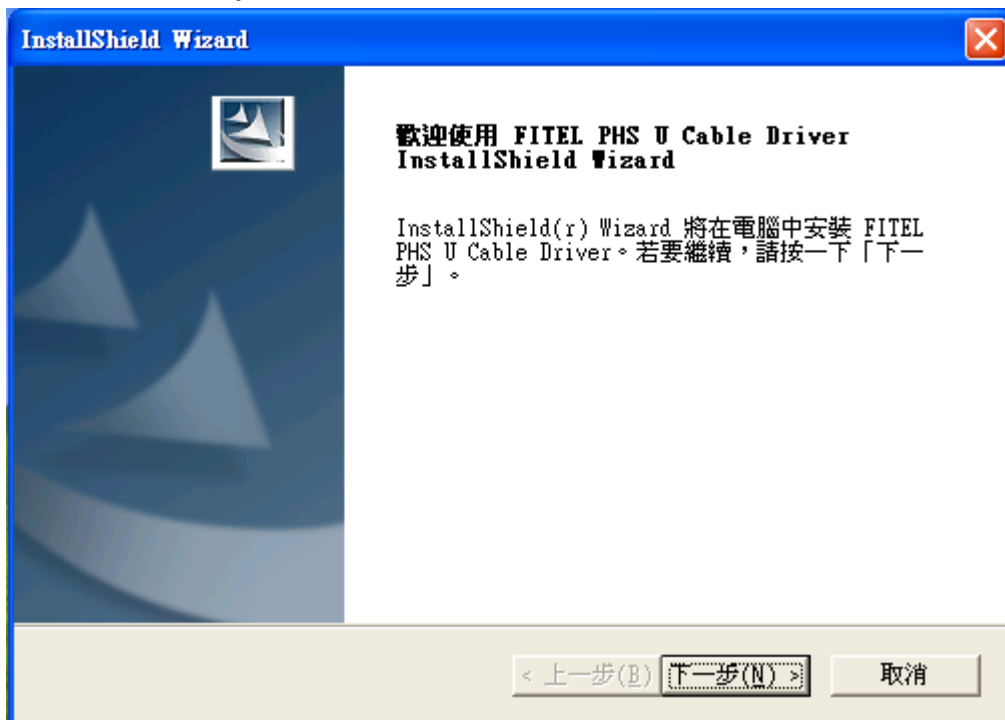 InstallShield Wizard
歡迎使用 FITEL PHS U Cable Driver
InstallShield Wizard
InstallShield(r) Wizard 將在電腦中安裝 FITEL
PHS U Cable Driver。若要繼續，請按一下「下一
步」。
< 上一步(B) 下一步(N) > 取消